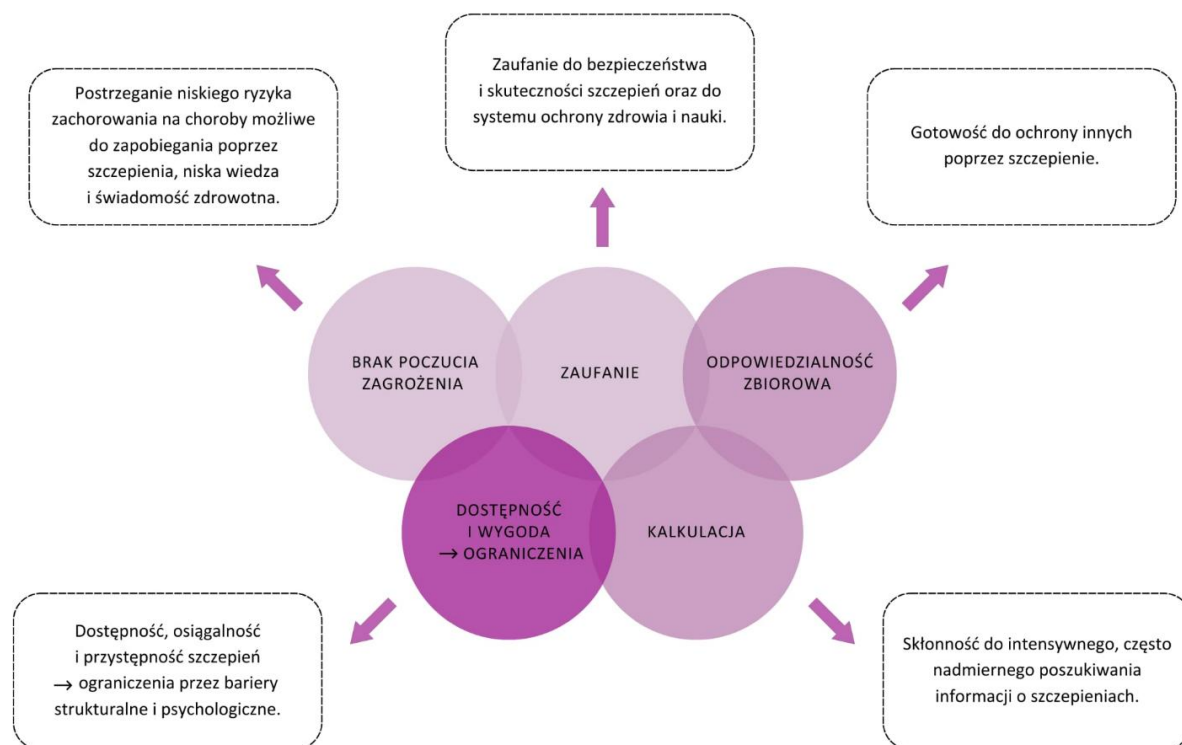 Postrzeganie niskiego ryzyka
zachorowania na choroby możliwe
do zapobiegania poprzez
szczepienia, niska wiedza
i świadomość zdrowotna.
Zaufanie do bezpieczeństwa
i skuteczności szczepień oraz do
systemu ochrony zdrowia i nauki.
Gotowość do ochrony innych
poprzez szczepienie.
BRAK POCZUCIA
ZAGROŻENIA
ZAUFANIE
ODPOWIEDZIALNOŚĆ
ZBIOROWA
DOSTĘPNOŚĆ
I WYGODA
→ OGRANICZENIA
KALKULACJA
Dostępność, osiągalność
i przystępność szczepień
→ ograniczenia przez bariery
strukturalne i psychologiczne.
Skłonność do intensywnego, często
nadmiernego poszukiwania
informacji o szczepieniach.